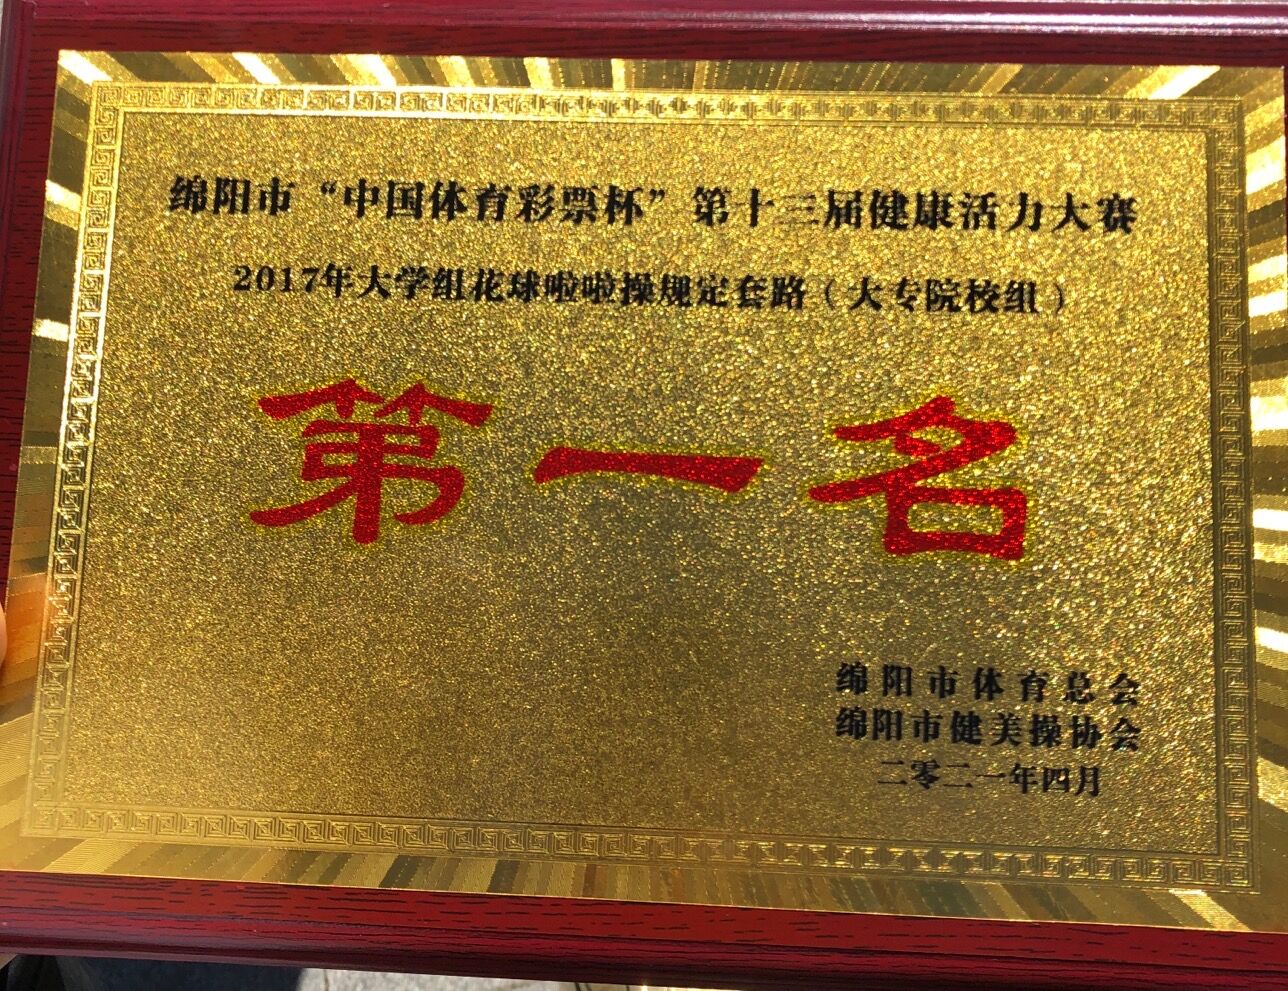 绵阳市“中国体育彩票杯”第十三届健康活力大赛
2017年大学组花球啦啦操规定套路（大专院校组）
第一名
绵阳市体育总会
绵阳市健美操协会
二零二一年四月